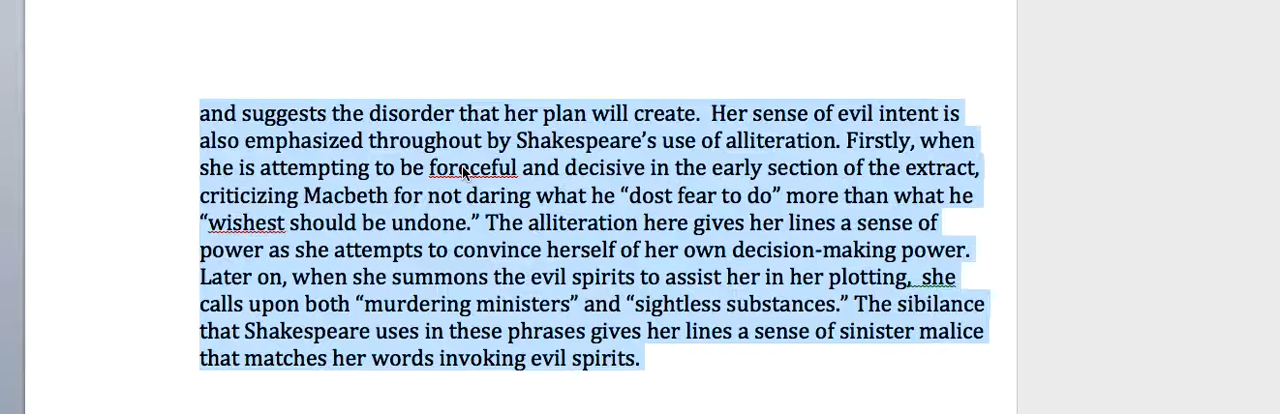 and suggests the disorder that her plan will create.  Her sense of evil intent is
also emphasized throughout by Shakespeare’s use of alliteration. Firstly, when
she is attempting to be foreceful and decisive in the early section of the extract,
criticizing Macbeth for not daring what he “dost fear to do” more than what he
“wishest should be undone.” The alliteration here gives her lines a sense of
power as she attempts to convince herself of her own decision-making power.
Later on, when she summons the evil spirits to assist her in her plotting,  she
calls upon both “murdering ministers” and “sightless substances.” The sibilance
that Shakespeare uses in these phrases gives her lines a sense of sinister malice
that matches her words invoking evil spirits.